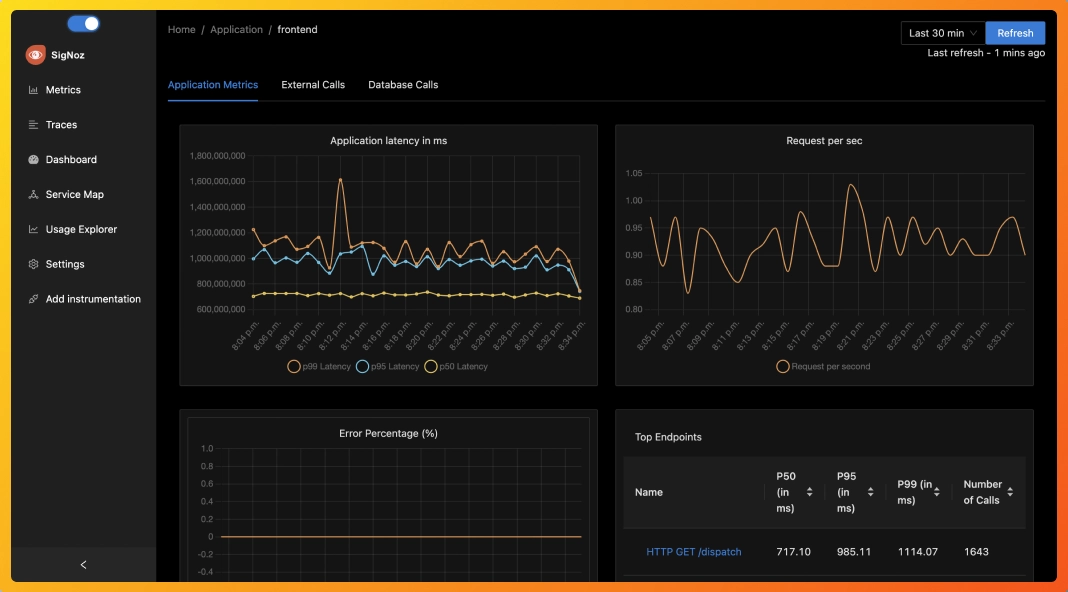 Home / Application / frontend
Last 30 min
Refresh
Last refresh - 1 mins ago
SigNoz
Metrics
Traces
Dashboard
Service Map
Usage Explorer
Settings
Add instrumentation
Application Metrics
External Calls
Database Calls
Application latency in ms
1,800,000,000
1,600,000,000
1,400,000,000
1,200,000,000
1,000,000,000
800,000,000
600,000,000
8:04 p.m.
8:06 p.m.
8:08 p.m.
8:10 p.m.
8:12 p.m.
8:14 p.m.
8:16 p.m.
8:18 p.m.
8:20 p.m.
8:22 p.m.
8:24 p.m.
8:26 p.m.
8:28 p.m.
8:30 p.m.
8:32 p.m.
8:34 p.m.
p99 Latency
p95 Latency
p50 Latency
Request per sec
1.05
1.00
0.95
0.90
0.85
0.80
8:05 p.m.
8:07 p.m.
8:09 p.m.
8:11 p.m.
8:13 p.m.
8:15 p.m.
8:17 p.m.
8:19 p.m.
8:21 p.m.
8:23 p.m.
8:25 p.m.
8:27 p.m.
8:29 p.m.
8:31 p.m.
8:33 p.m.
Request per second
Error Percentage (%)
1.0
0.8
0.6
0.4
0.2
0
-0.2
-0.4
Top Endpoints
Name
P50
(in
ms)
P95
(in
ms)
P99 (in
ms)
Number
of Calls
HTTP GET /dispatch
717.10
985.11
1114.07
1643